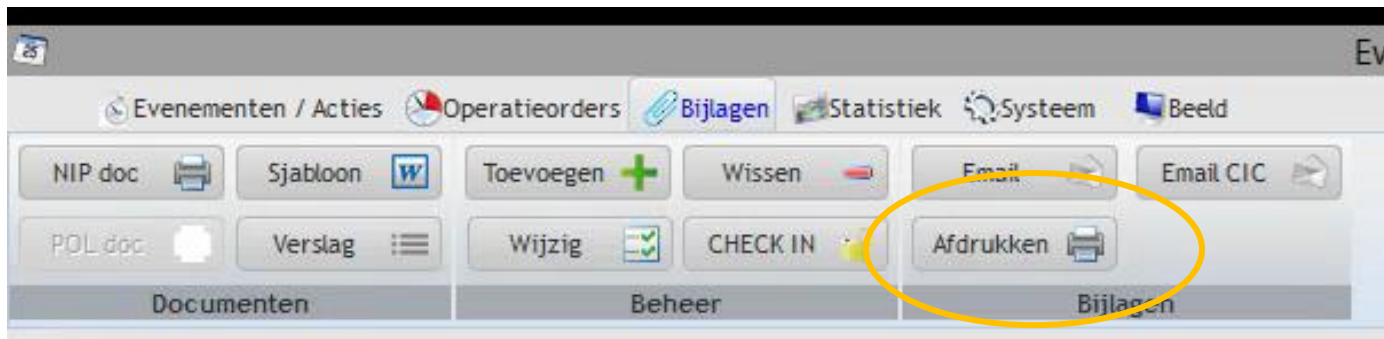 Ev
Evenementen / Acties Operatieorders Bijlagen Statistiek Systeem Beeld
NIP doc Sjabloon W Toevoegen Wissen Email Email CIC
POL doc Verslag Wijzig CHECK IN Afdrukken
Documenten Beheer Bijlagen